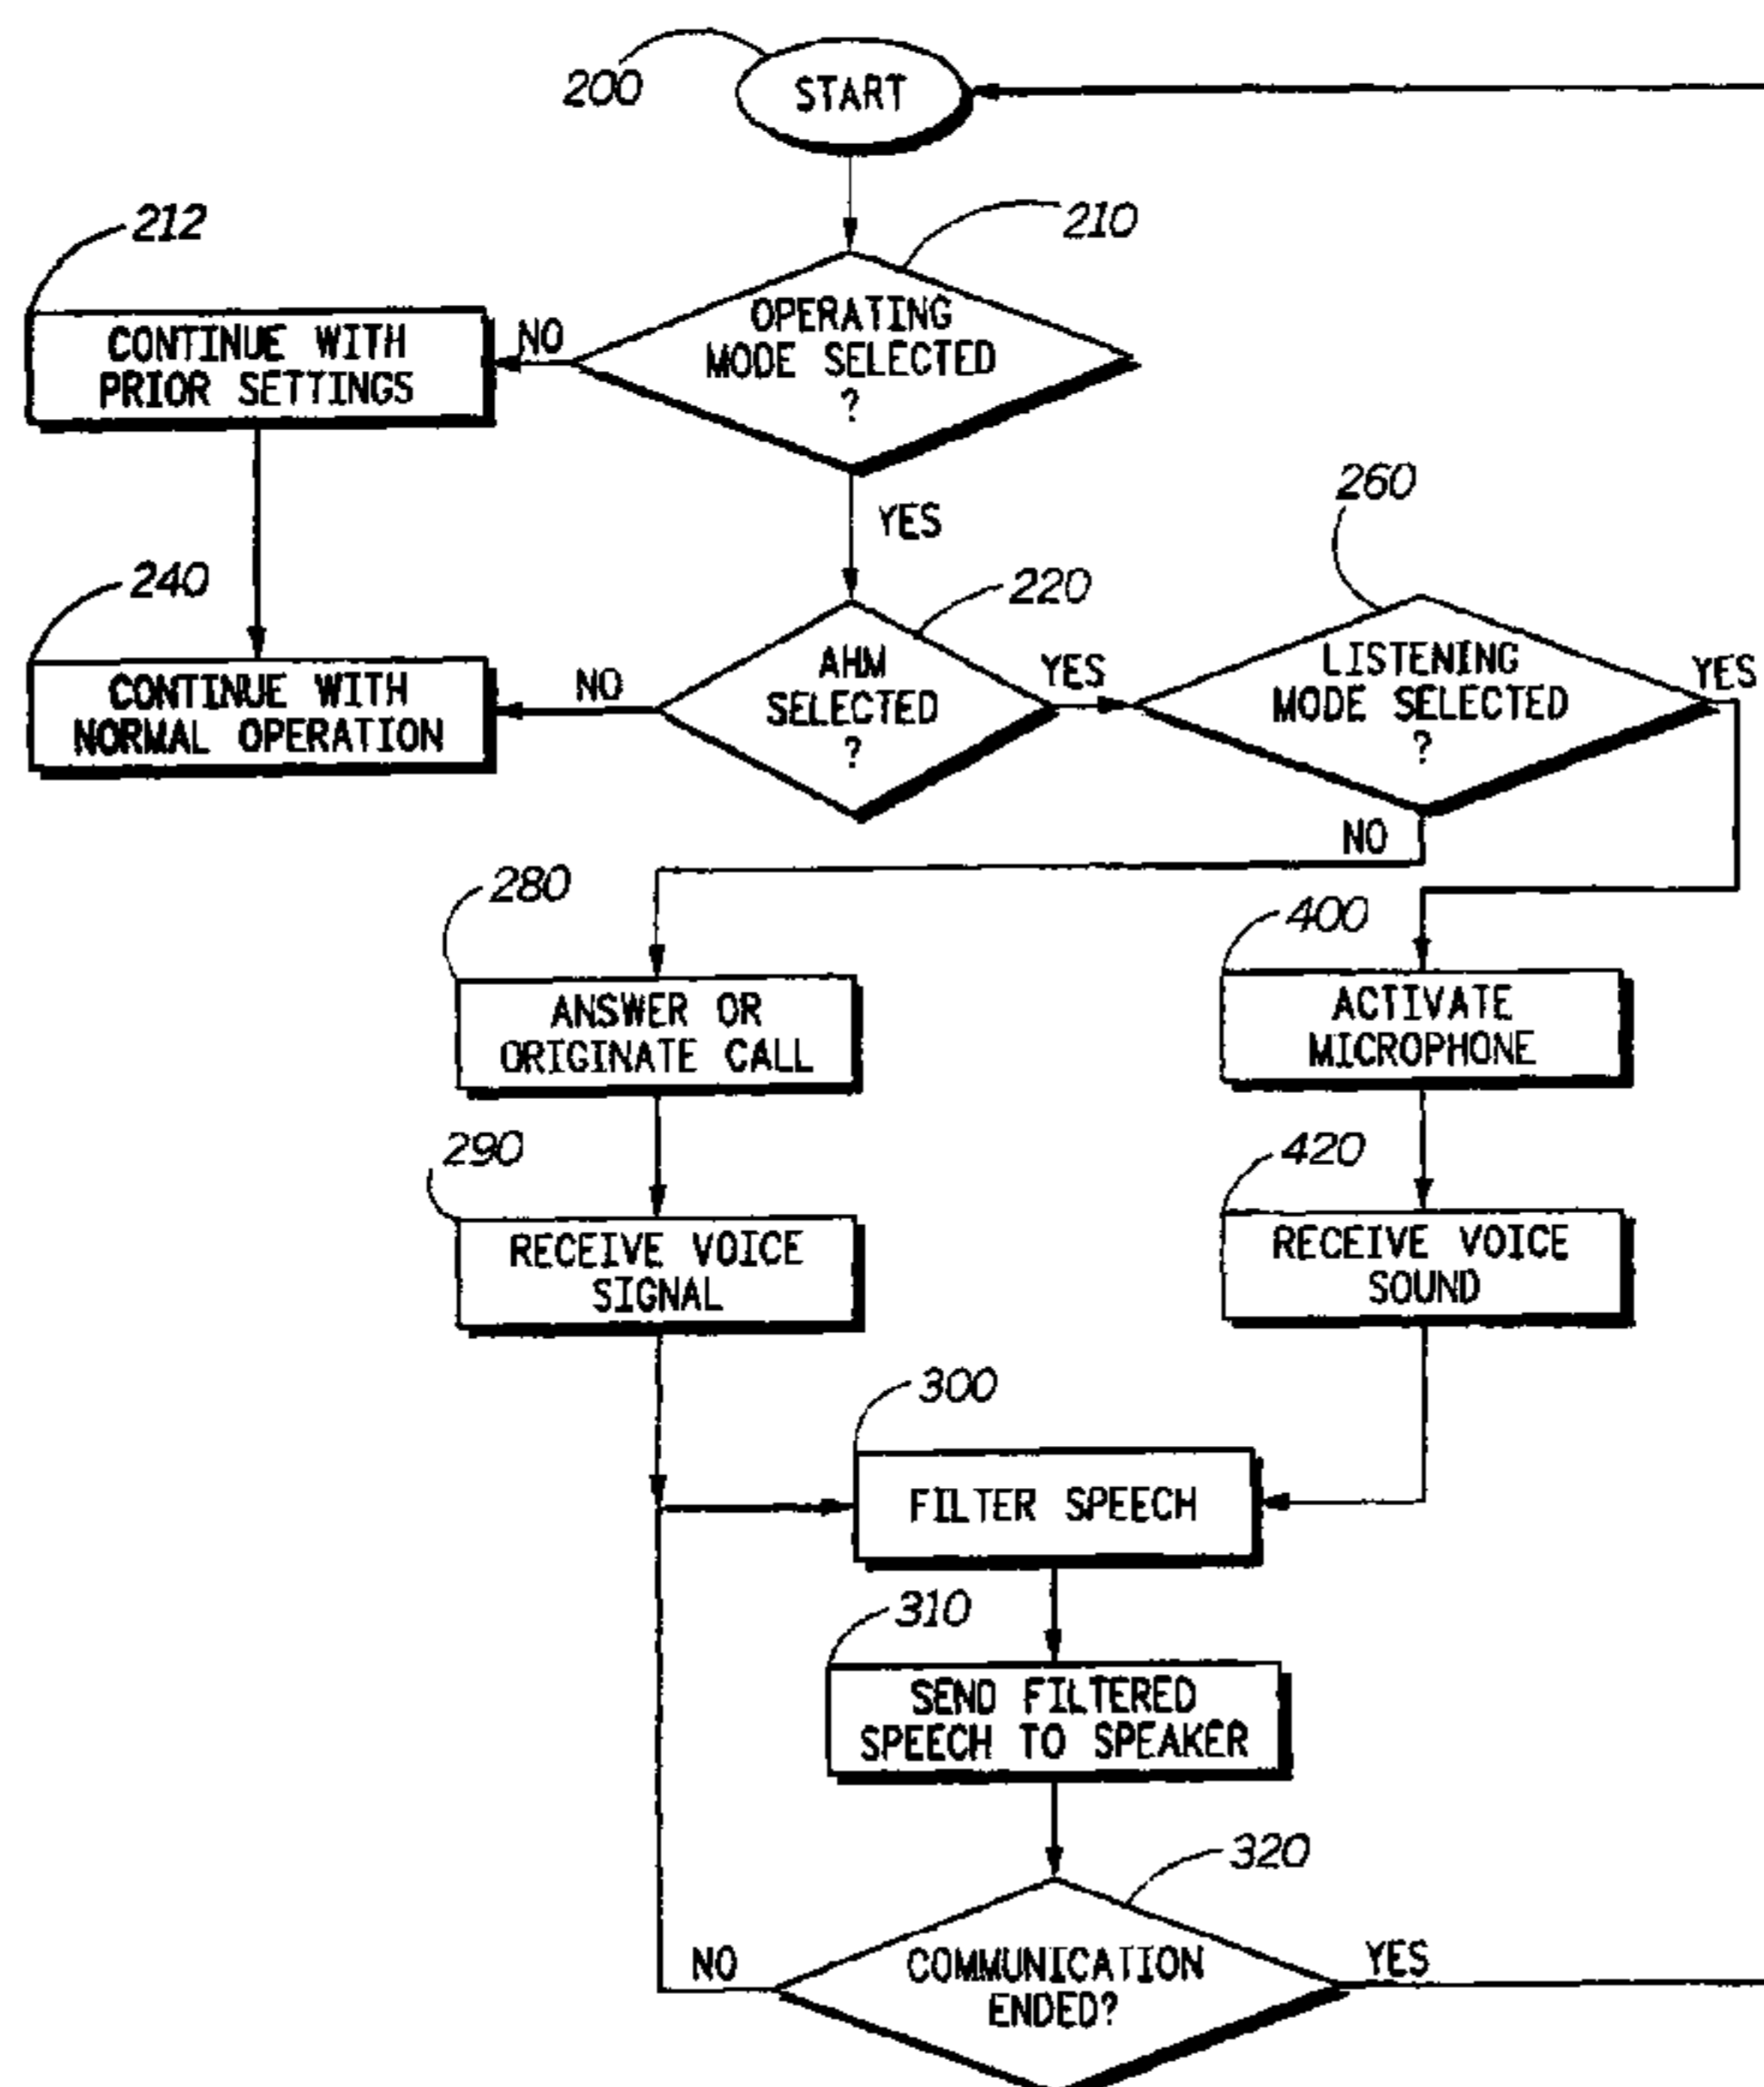 200
START
212
210
CONTINUE WITH
PRIOR SETTINGS
NO
OPERATING
MODE SELECTED
?
YES
260
240
220
CONTINUE WITH
NORMAL OPERATION
NO
AHM
SELECTED
?
YES
LISTENING
MODE SELECTED
?
YES
NO
280
400
ANSWER OR
ORIGINATE CALL
ACTIVATE
MICROPHONE
290
420
RECEIVE VOICE
SIGNAL
RECEIVE VOICE
SOUND
300
FILTER SPEECH
310
SEND FILTERED
SPEECH TO SPEAKER
320
NO
COMMUNICATION
ENDED?
YES